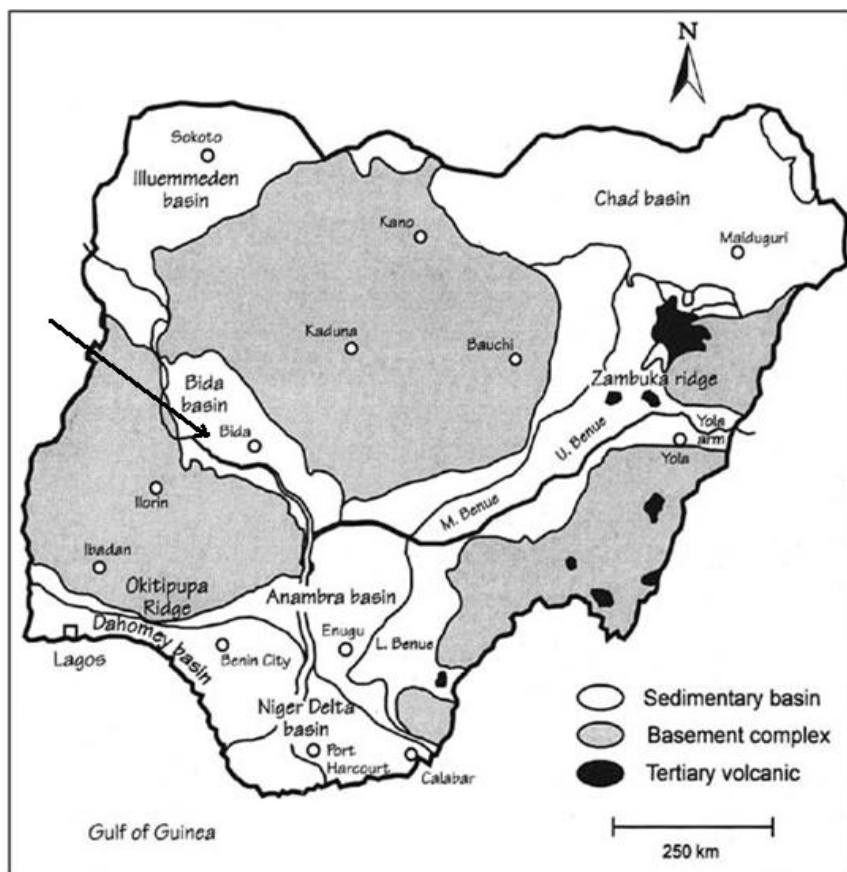 N
Sokoto
Illuemmeden
basin
Chad basin
Kano
Maiduguri
Kaduna
Bauchi
Bida
basin
Zambuka ridge
Bida
U. Benue
Yola
arm
Yola
Ilorin
M. Benue
Ibadan
Okitipupa
Ridge
Anambra basin
Dahomey basin
Enugu
L. Benue
Lagos
Benin City
Niger Delta
basin
Port
Harcourt
Calabar
Sedimentary basin
Basement complex
Tertiary volcanic
Gulf of Guinea
250 km